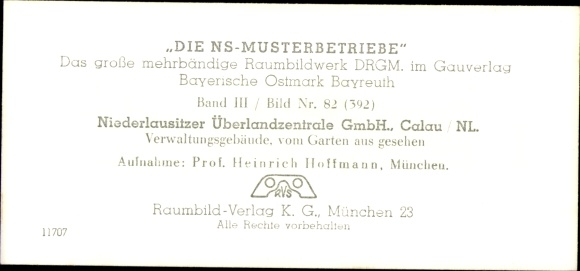 „DIE NS-MUSTERBETRIEBE“
Das große mehrbändige Raumbildwerk DRGM. im Gauverlag
Bayerische Ostmark Bayreuth
Band III / Bild Nr. 82 (392)
Niederlausitzer Überlandzentrale GmbH., Calau / NL.
Verwaltungsgebäude, vom Garten aus gesehen
Aufnahme: Prof. Heinrich Hoffmann, München.
RVS
Raumbild-Verlag K. G., München 23
Alle Rechte vorbehalten
11707